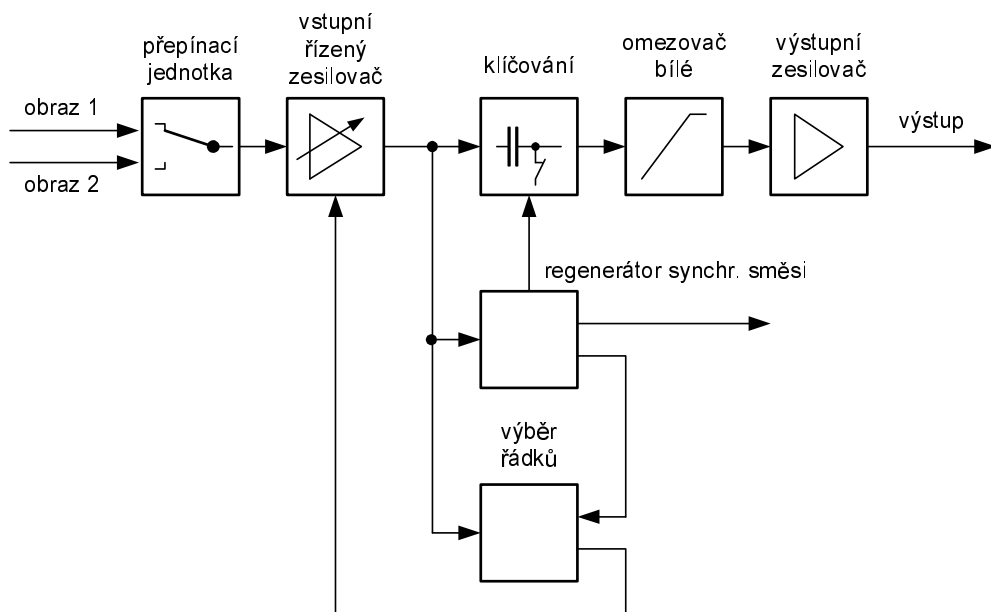 přepínací
jednotka
vstupní
řízený
zesilovač
klíčování
omezovač
bílé
výstupní
zesilovač
obraz 1
obraz 2
výstup
regenerátor synchr. směsi
výběr
řádků